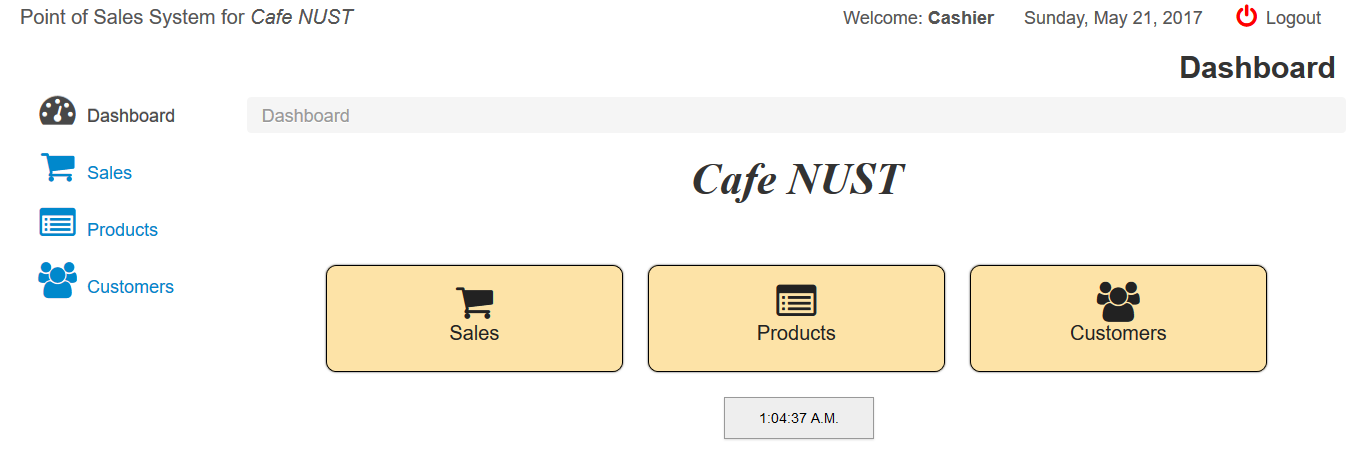 Point of Sales System for Cafe NUST
Welcome: Cashier
Sunday, May 21, 2017
Logout
Dashboard
Dashboard
Sales
Products
Customers
Dashboard
Cafe NUST
Sales
Products
Customers
1:04:37 A.M.